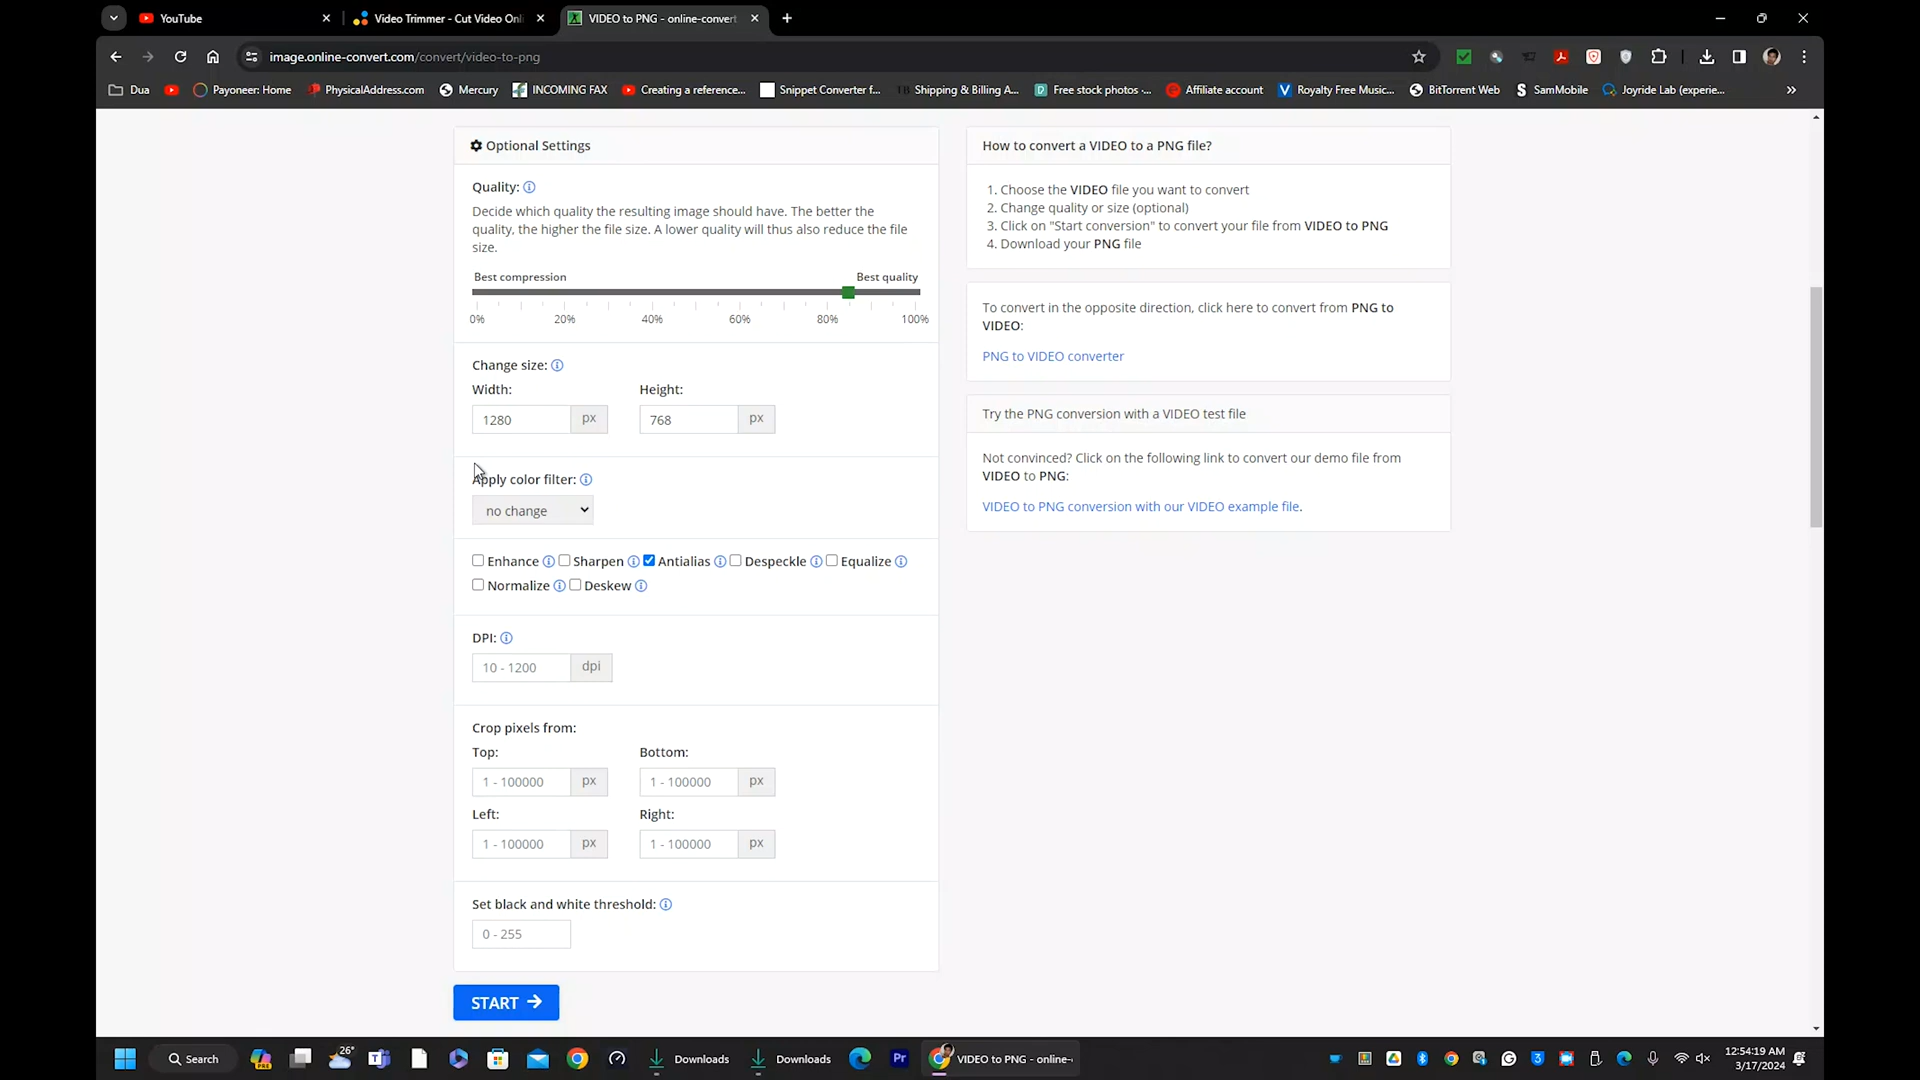 YouTube
Video Trimmer - Cut Video Onl
VIDEO to PNG - online-convert
image.online-convert.com/convert/video-to-png
Dua
Payoneer: Home
PhysicalAddress.com
Mercury
INCOMING FAX
Creating a reference...
Snippet Converter f...
Shipping & Billing A...
Free stock photos -...
Affiliate account
Royalty Free Music...
BitTorrent Web
SamMobile
Joyride Lab (experie...
Optional Settings
Quality:
Decide which quality the resulting image should have. The better the
quality, the higher the file size. A lower quality will thus also reduce the file
size.
Best compression Best quality
0% 20% 40% 60% 80% 100%
Change size:
Width: Height:
1280 px 768 px
Apply color filter:
no change
Enhance Sharpen Antialias Despeckle Equalize
Normalize Deskew
DPI:
10 - 1200 dpi
Crop pixels from:
Top: Bottom:
1 - 100000 px 1 - 100000 px
Left: Right:
1 - 100000 px 1 - 100000 px
Set black and white threshold:
0 - 255
START
How to convert a VIDEO to a PNG file?
1. Choose the VIDEO file you want to convert
2. Change quality or size (optional)
3. Click on "Start conversion" to convert your file from VIDEO to PNG
4. Download your PNG file
To convert in the opposite direction, click here to convert from PNG to
VIDEO:
PNG to VIDEO converter
Try the PNG conversion with a VIDEO test file
Not convinced? Click on the following link to convert our demo file from
VIDEO to PNG:
VIDEO to PNG conversion with our VIDEO example file.
Search
PRE
26°
Downloads
Downloads
Pr
VIDEO to PNG - online-
12:54:19 AM
3/17/2024